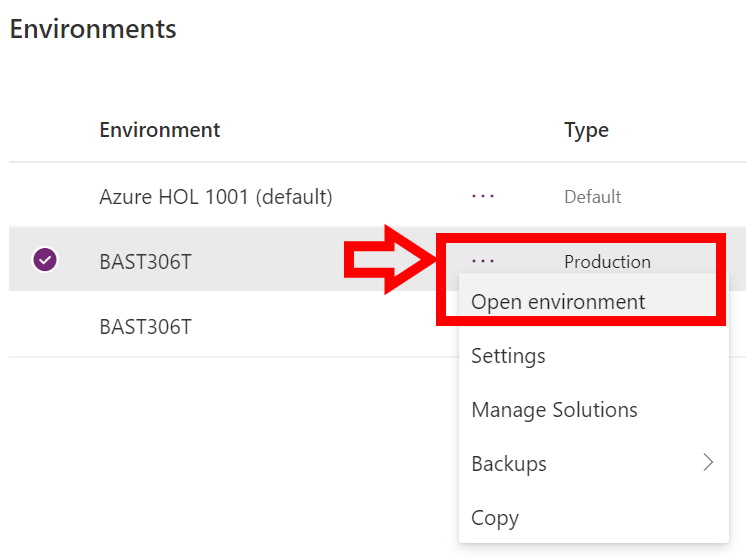 Environments
Environment Type
Azure HOL 1001 (default) ... Default
BAST306T ... Production
Open environment
BAST306T
Settings
Manage Solutions
Backups
Copy